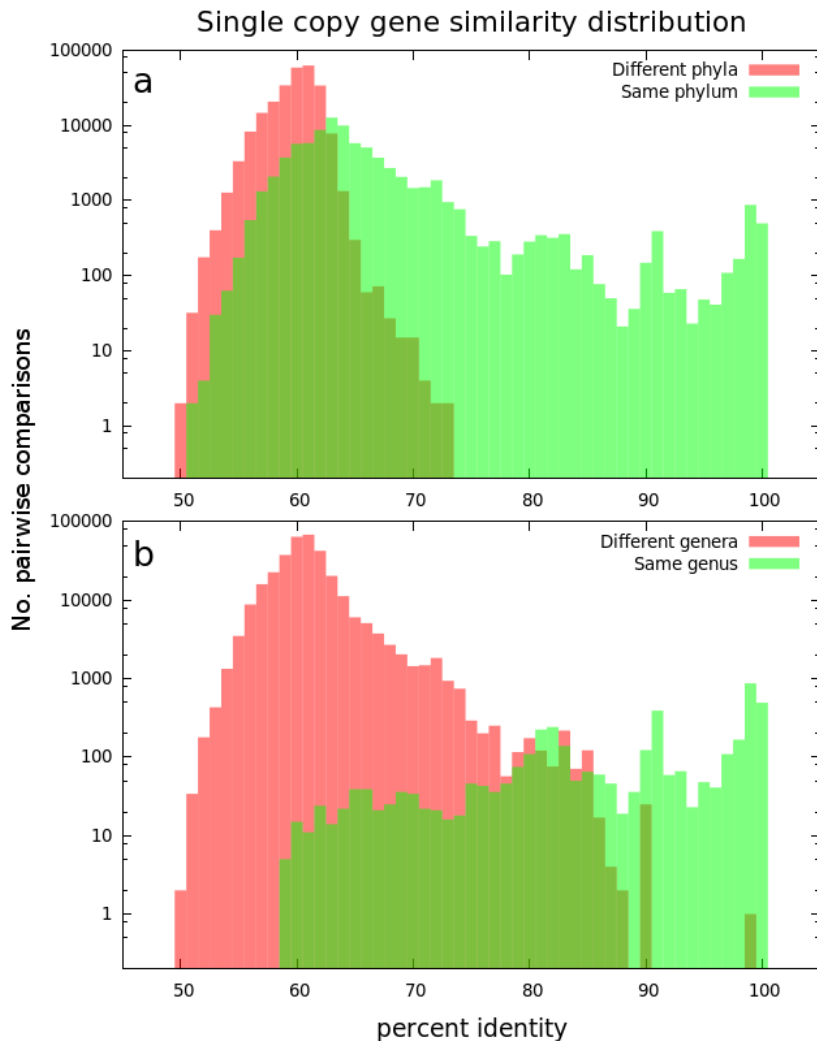 Single copy gene similarity distribution
No. pairwise comparisons
a
Different phyla
Same phylum
100000
10000
1000
100
10
1
50 60 70 80 90 100
b
Different genera
Same genus
100000
10000
1000
100
10
1
50 60 70 80 90 100
percent identity